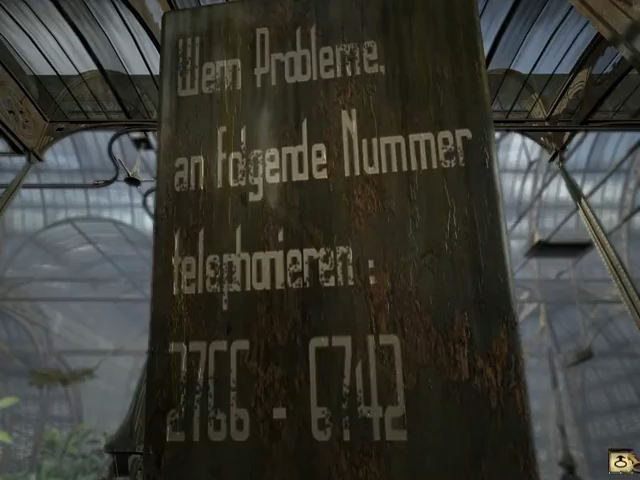 Wenn Probleme,
an folgende Nummer
telephonieren :
2766 - 6742